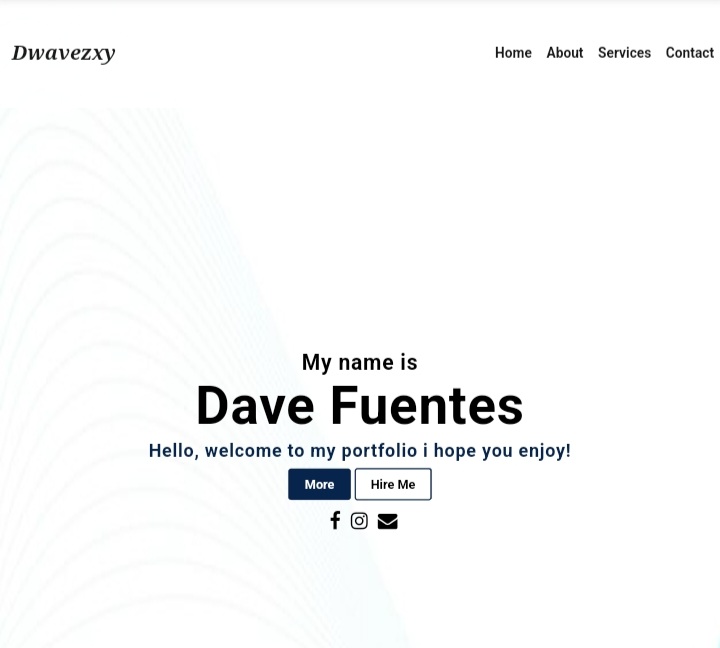 Dwavezxy
Home About Services Contact
My name is
Dave Fuentes
Hello, welcome to my portfolio i hope you enjoy!
More Hire Me